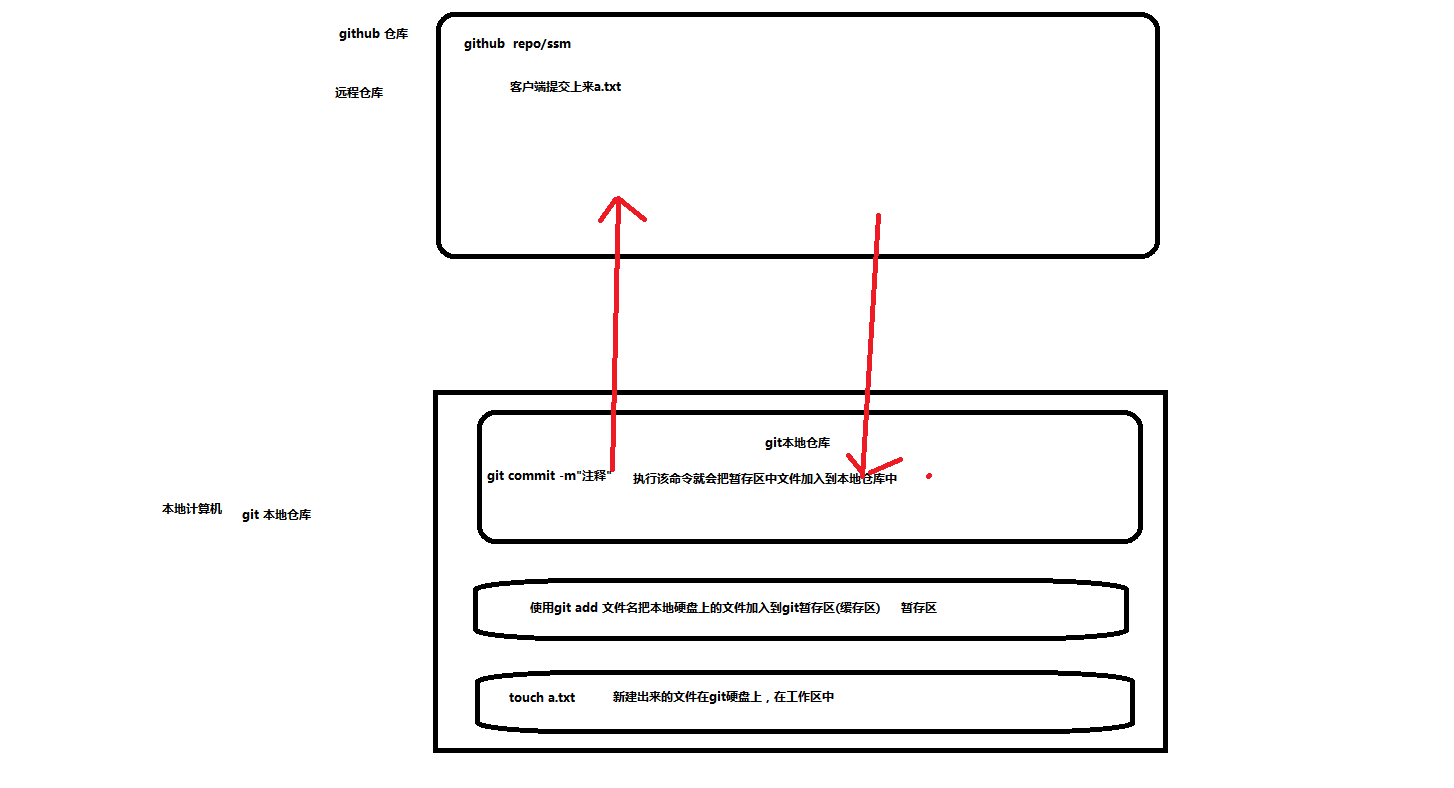 github 仓库
github  repo/ssm
客户端提交上来a.txt
远程仓库
git本地仓库
git commit -m"注释"
执行该命令就会把暂存区中文件加入到本地仓库中
本地计算机
git 本地仓库
使用git add 文件名把本地硬盘上的文件加入到git暂存区(缓存区)
暂存区
touch a.txt
新建出来的文件在git硬盘上，在工作区中